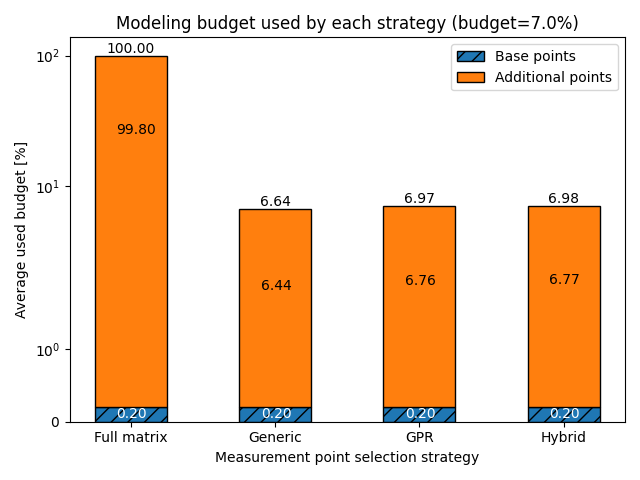 Modeling budget used by each strategy (budget=7.0%)
Base points
Additional points
Average used budget [%]
10²
10¹
10⁰
0
100.00
99.80
0.20
6.64
6.44
0.20
6.97
6.76
0.20
6.98
6.77
0.20
Full matrix
Generic
GPR
Hybrid
Measurement point selection strategy